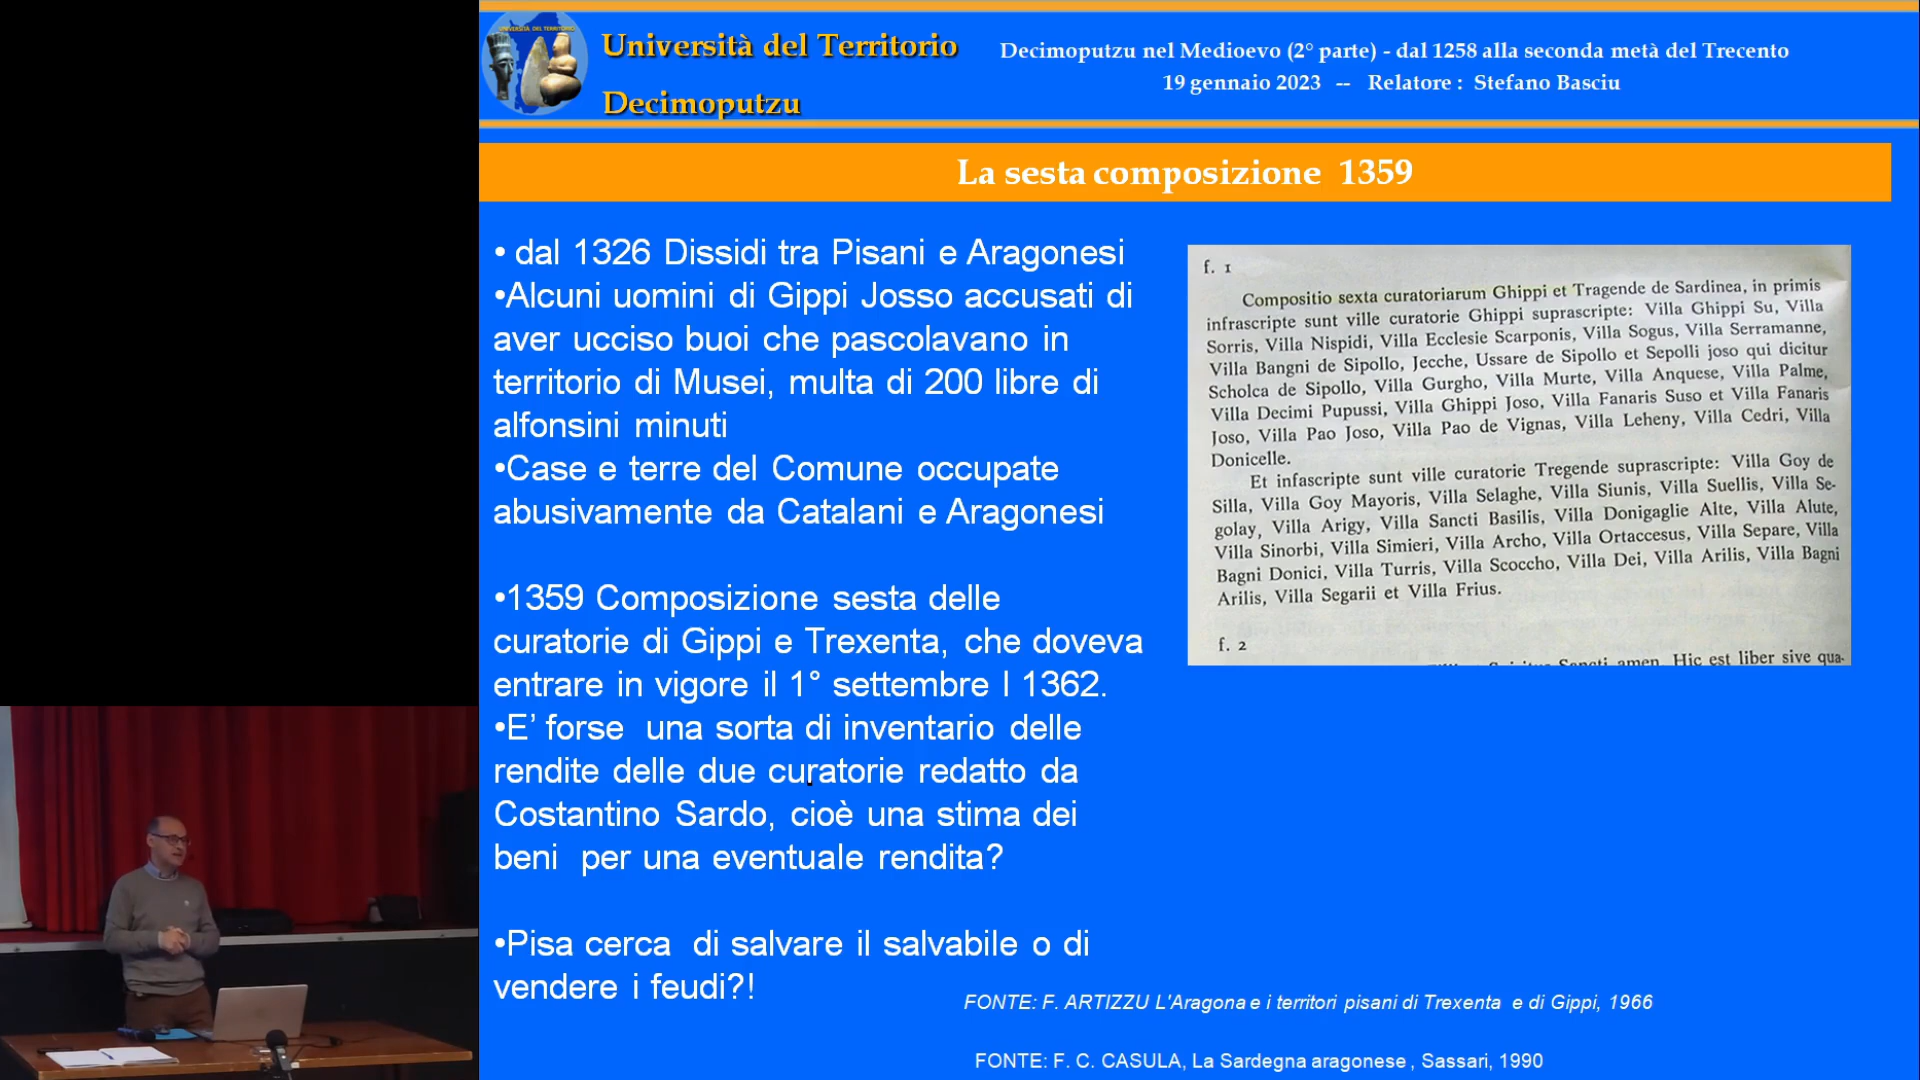 UNIVERSITÀ DEL TERRITORIO
Università del Territorio
Decimoputzu
Decimoputzu nel Medioevo (2° parte) - dal 1258 alla seconda metà del Trecento
19 gennaio 2023 -- Relatore : Stefano Basciu
La sesta composizione 1359
• dal 1326 Dissidi tra Pisani e Aragonesi
•Alcuni uomini di Gippi Josso accusati di
aver ucciso buoi che pascolavano in
territorio di Musei, multa di 200 libre di
alfonsini minuti
•Case e terre del Comune occupate
abusivamente da Catalani e Aragonesi
•1359 Composizione sesta delle
curatorie di Gippi e Trexenta, che doveva
entrare in vigore il 1° settembre l 1362.
•E’ forse una sorta di inventario delle
rendite delle due curatorie redatto da
Costantino Sardo, cioè una stima dei
beni per una eventuale rendita?
•Pisa cerca di salvare il salvabile o di
vendere i feudi?!
f. 1
Compositio sexta curatoriarum Ghippi et Tragende de Sardinea, in primis
infrascripte sunt ville curatorie Ghippi suprascripte: Villa Ghippi Su, Villa
Sorris, Villa Nispidi, Villa Ecclesie Scarponis, Villa Sogus, Villa Serramanne,
Villa Bangni de Sipollo, Jecche, Ussare de Sipollo et Sepolli joso qui dicitur
Scholca de Sipollo, Villa Gurgho, Villa Murte, Villa Anquese, Villa Palme,
Villa Decimi Pupussi, Villa Ghippi Joso, Villa Fanaris Suso et Villa Fanaris
Joso, Villa Pao Joso, Villa Pao de Vignas, Villa Leheny, Villa Cedri, Villa
Donicelle.
Et infascripte sunt ville curatorie Tregende suprascripte: Villa Goy de
Silla, Villa Goy Mayoris, Villa Selaghe, Villa Siunis, Villa Suellis, Villa Se-
golay, Villa Arigy, Villa Sancti Basilis, Villa Donigaglie Alte, Villa Alute,
Villa Sinorbi, Villa Simieri, Villa Archo, Villa Ortaccesus, Villa Separe, Villa
Bagni Donici, Villa Turris, Villa Scoccho, Villa Dei, Villa Arilis, Villa Bagni
Arilis, Villa Segarii et Villa Frius.
f. 2
Sancti amen. Hic est liber sive qua-
FONTE: F. ARTIZZU L'Aragona e i territori pisani di Trexenta e di Gippi, 1966
FONTE: F. C. CASULA, La Sardegna aragonese , Sassari, 1990